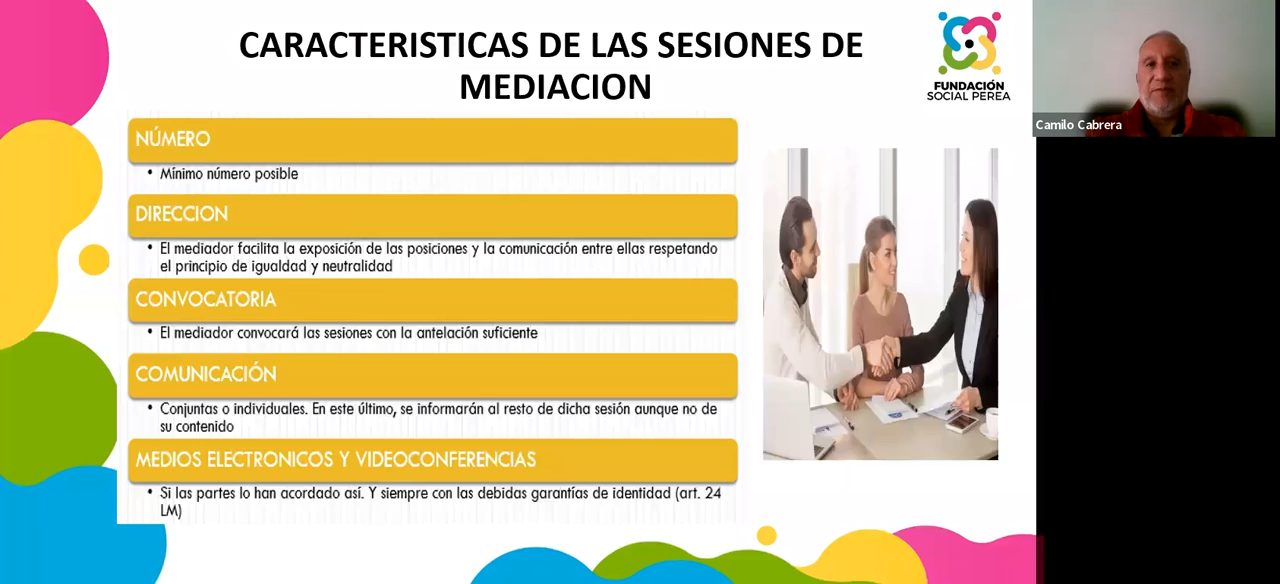 CARACTERISTICAS DE LAS SESIONES DE
MEDIACION
FUNDACIÓN
SOCIAL PEREA
Camilo Cabrera
NÚMERO
• Mínimo número posible
DIRECCION
• El mediador facilita la exposición de las posiciones y la comunicación entre ellas respetando
el principio de igualdad y neutralidad
CONVOCATORIA
• El mediador convocará las sesiones con la antelación suficiente
COMUNICACIÓN
• Conjuntas o individuales. En este último, se informarán al resto de dicha sesión aunque no de
su contenido
MEDIOS ELECTRONICOS Y VIDEOCONFERENCIAS
• Si las partes lo han acordado así. Y siempre con las debidas garantías de identidad (art. 24
LM)